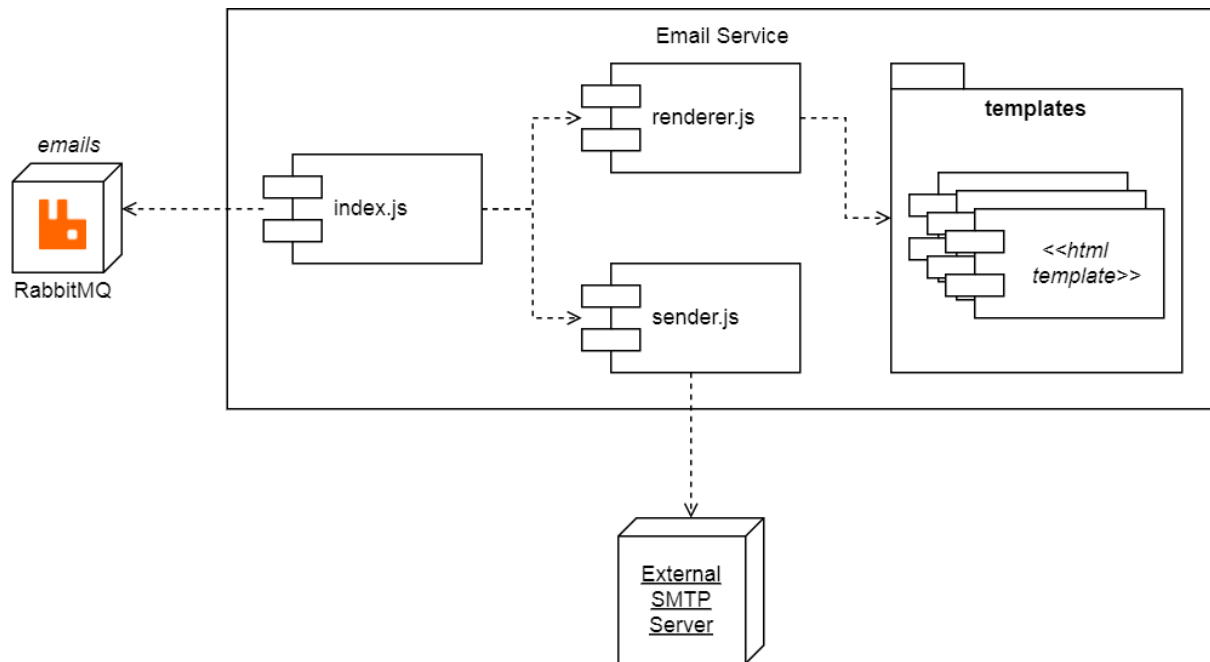 Email Service
renderer.js
templates
emails
index.js
RabbitMQ
<<html
template>>
sender.js
External
SMTP
Server